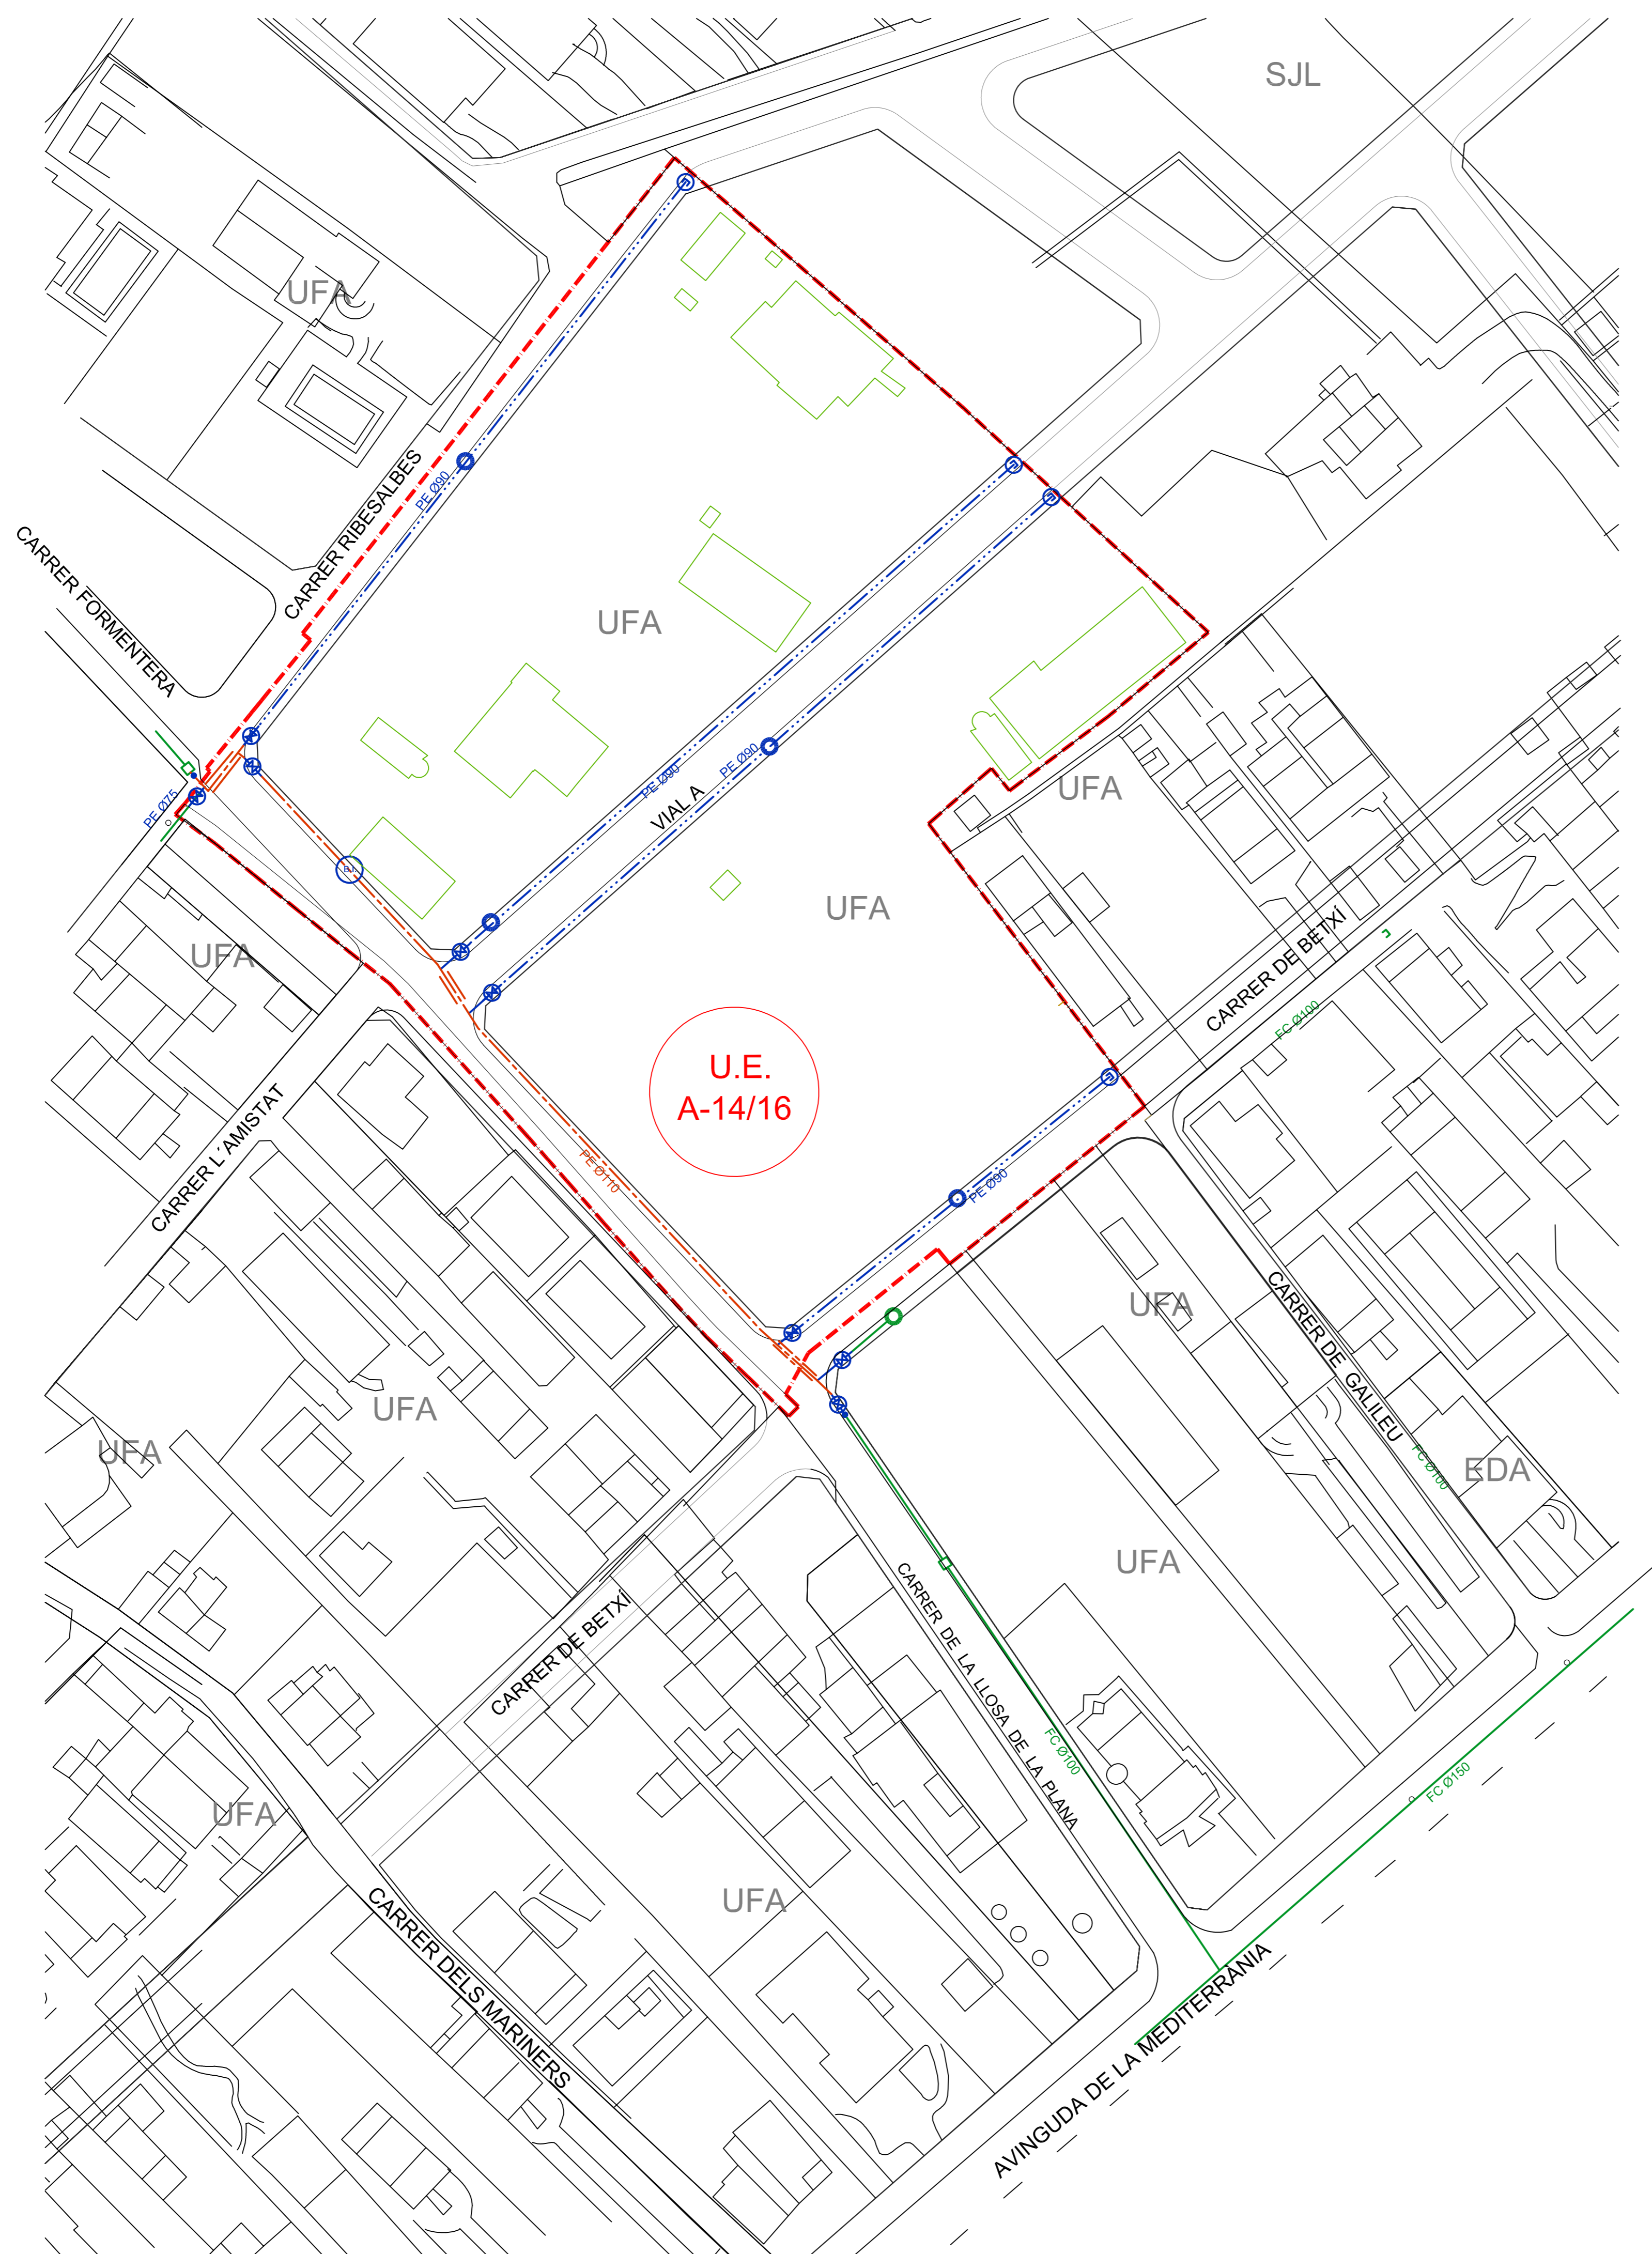 SJL
UFA
CARRER RIBESALBES
PE Ø90
CARRER FORMENTERA
UFA
PE Ø75
PE Ø90
PE Ø90
VIAL A
UFA
B.I.
UFA
UFA
CARRER DE BETXÍ
FC Ø100
U.E.
A-14/16
CARRER L´AMISTAT
PE Ø110
PE Ø90
UFA
CARRER DE GALILEU
UFA
UFA
FC Ø100
EDA
UFA
CARRER DE BETXÍ
CARRER DE LA LLOSA DE LA PLANA
FC Ø100
FC Ø150
UFA
UFA
CARRER DELS MARINERS
AVINGUDA DE LA MEDITERRÀNIA